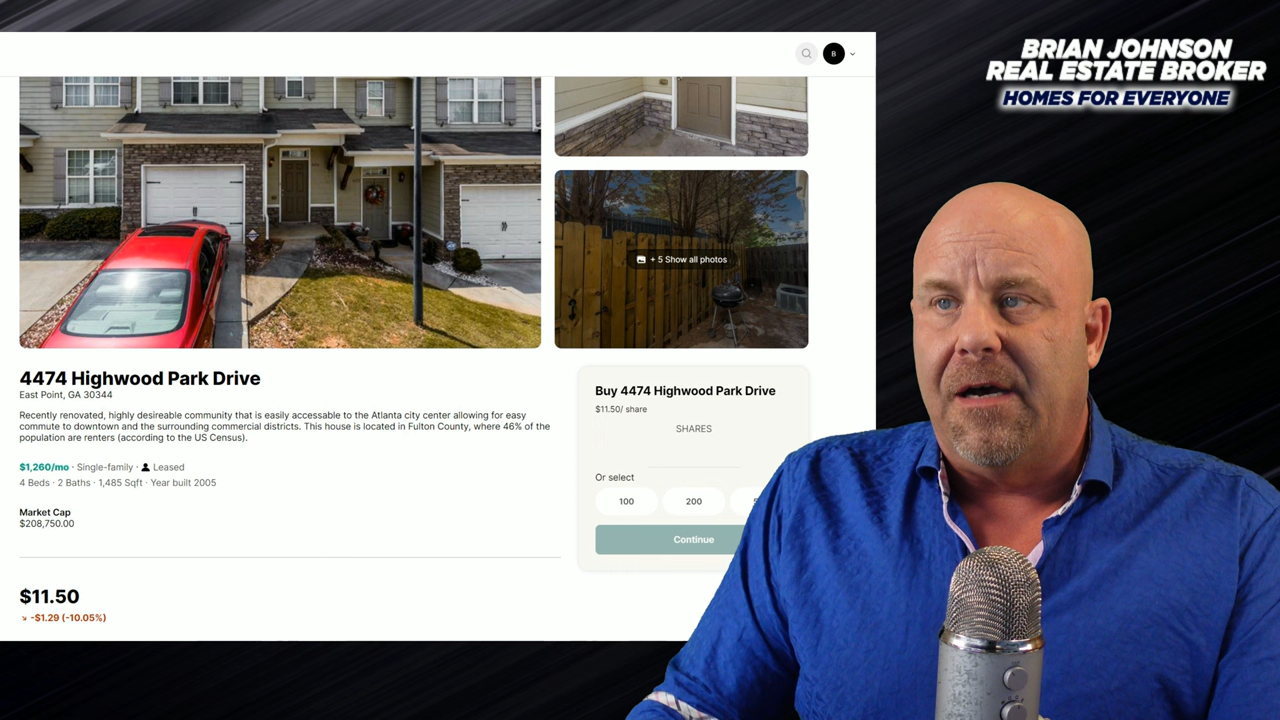 BRIAN JOHNSON
REAL ESTATE BROKER
HOMES FOR EVERYONE
B
+ 5 Show all photos
4474 Highwood Park Drive
East Point, GA 30344
Recently renovated, highly desireable community that is easily accessable to the Atlanta city center allowing for easy
commute to downtown and the surrounding commercial districts. This house is located in Fulton County, where 46% of the
population are renters (according to the US Census).
$1,260/mo · Single-family · Leased
4 Beds · 2 Baths · 1,485 Sqft · Year built 2005
Market Cap
$208,750.00
$11.50
-$1.29 (-10.05%)
Buy 4474 Highwood Park Drive
$11.50/ share
SHARES
Or select
100 200
Continue